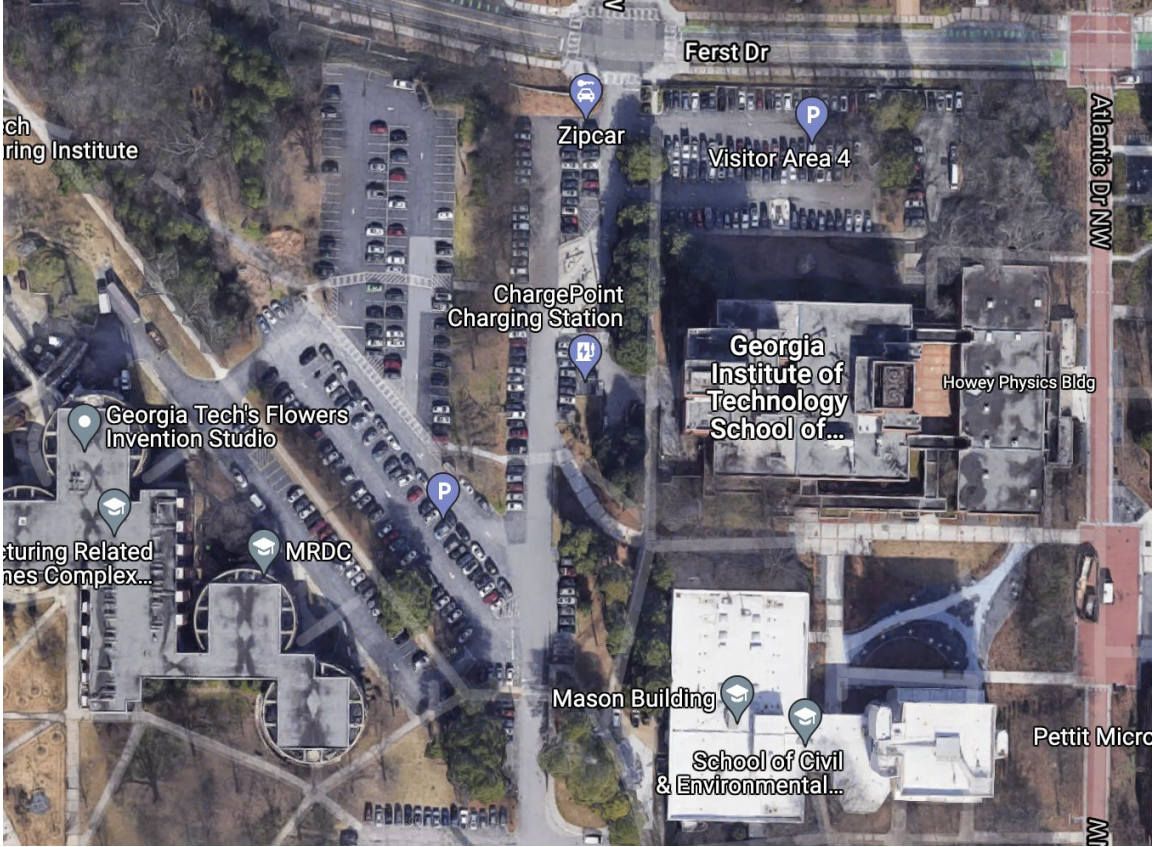 Ferst Dr
Zipcar
P
Visitor Area 4
Atlantic Dr NW
ech
ring Institute
ChargePoint
Charging Station
Georgia
Institute of
Technology
School of...
Howey Physics Bldg
Georgia Tech's Flowers
Invention Studio
P
MRDC
cturing Related
nes Complex...
Mason Building
School of Civil
& Environmental...
Pettit Micro